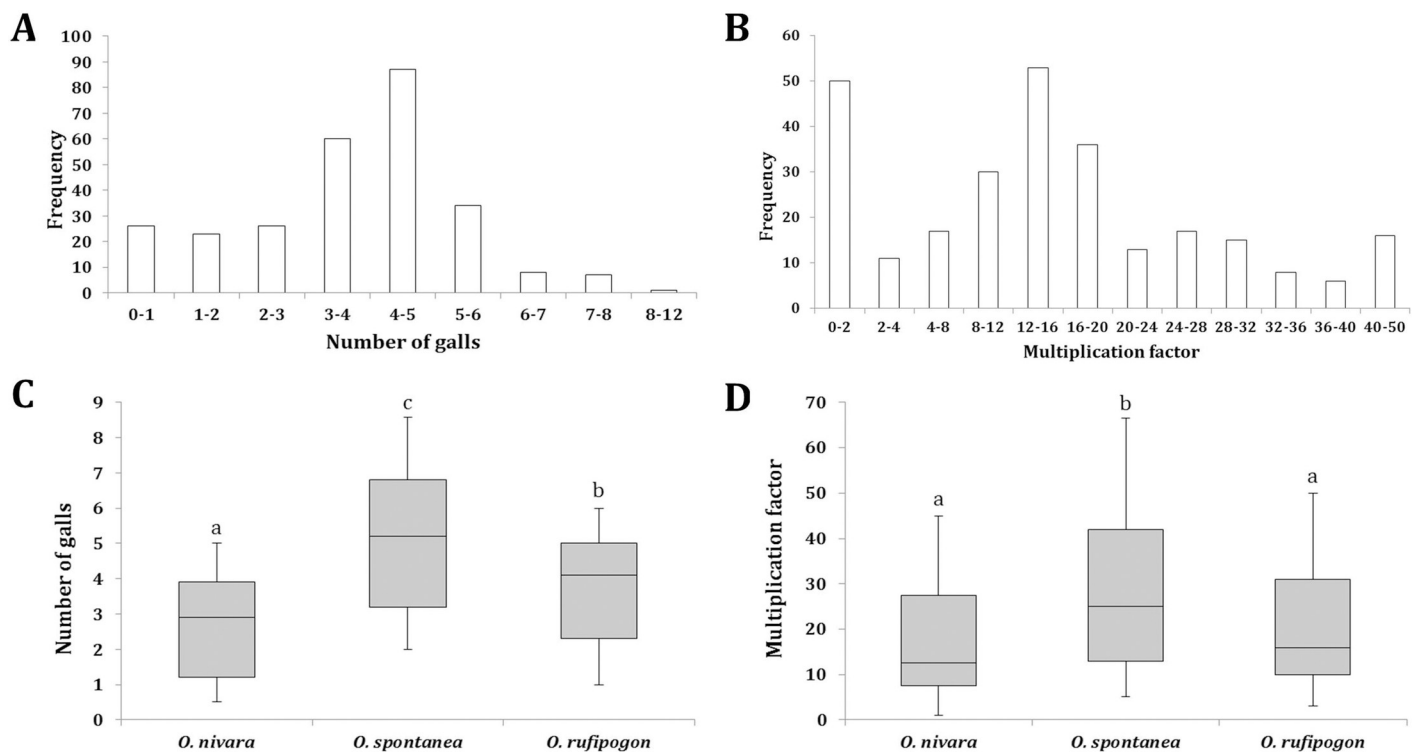 A
Frequency
100
90
80
70
60
50
40
30
20
10
0
0-1 1-2 2-3 3-4 4-5 5-6 6-7 7-8 8-12
Number of galls
B
Frequency
60
50
40
30
20
10
0
0-2 2-4 4-8 8-12 12-16 16-20 20-24 24-28 28-32 32-36 36-40 40-50
Multiplication factor
C
Number of galls
9
8
7
6
5
4
3
2
1
0
a
c
b
O. nivara O. spontanea O. rufipogon
D
Multiplication factor
70
60
50
40
30
20
10
0
a
b
a
O. nivara O. spontanea O. rufipogon